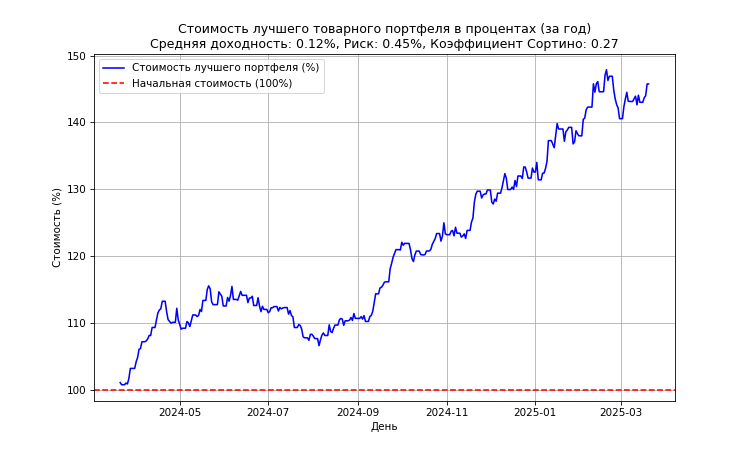 Стоимость лучшего товарного портфеля в процентах (за год)
Средняя доходность: 0.12%, Риск: 0.45%, Коэффициент Сортино: 0.27
Стоимость лучшего портфеля (%)
Начальная стоимость (100%)
Стоимость (%)
150
140
130
120
110
100
2024-05
2024-07
2024-09
2024-11
2025-01
2025-03
День